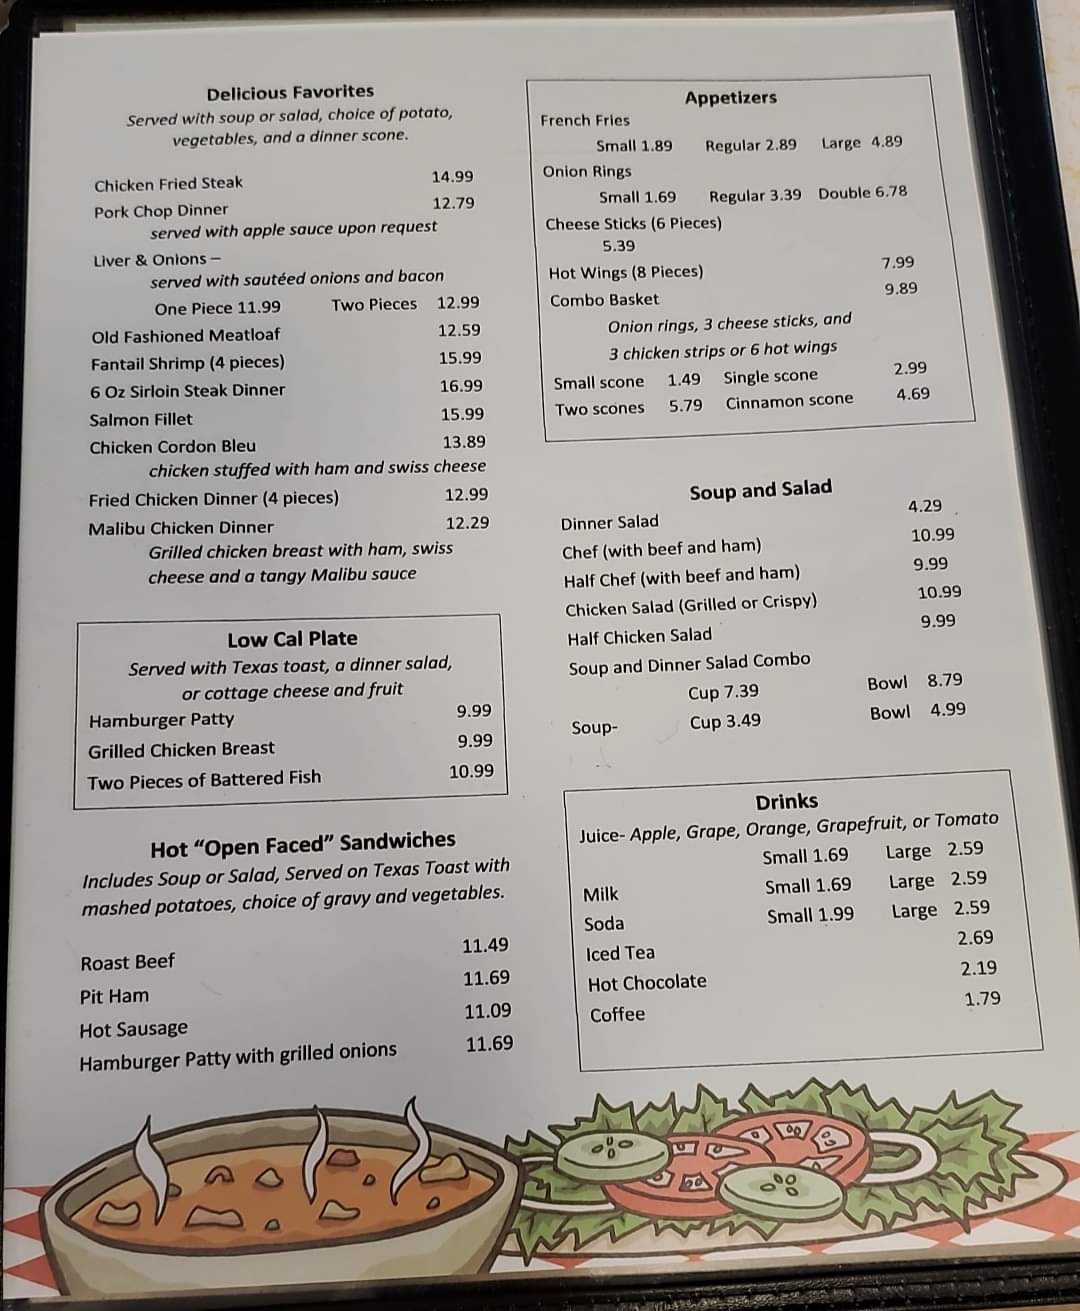 Delicious Favorites
Served with soup or salad, choice of potato,
vegetables, and a dinner scone.
Chicken Fried Steak 14.99
Pork Chop Dinner 12.79
served with apple sauce upon request
Liver & Onions –
served with sautéed onions and bacon
One Piece 11.99 Two Pieces 12.99
Old Fashioned Meatloaf 12.59
Fantail Shrimp (4 pieces) 15.99
6 Oz Sirloin Steak Dinner 16.99
Salmon Fillet 15.99
Chicken Cordon Bleu 13.89
chicken stuffed with ham and swiss cheese
Fried Chicken Dinner (4 pieces) 12.99
Malibu Chicken Dinner 12.29
Grilled chicken breast with ham, swiss
cheese and a tangy Malibu sauce
Low Cal Plate
Served with Texas toast, a dinner salad,
or cottage cheese and fruit
Hamburger Patty 9.99
Grilled Chicken Breast 9.99
Two Pieces of Battered Fish 10.99
Hot “Open Faced” Sandwiches
Includes Soup or Salad, Served on Texas Toast with
mashed potatoes, choice of gravy and vegetables.
Roast Beef 11.49
Pit Ham 11.69
Hot Sausage 11.09
Hamburger Patty with grilled onions 11.69
Appetizers
French Fries
Small 1.89 Regular 2.89 Large 4.89
Onion Rings
Small 1.69 Regular 3.39 Double 6.78
Cheese Sticks (6 Pieces)
5.39
Hot Wings (8 Pieces) 7.99
Combo Basket 9.89
Onion rings, 3 cheese sticks, and
3 chicken strips or 6 hot wings
Small scone 1.49 Single scone 2.99
Two scones 5.79 Cinnamon scone 4.69
Soup and Salad
Dinner Salad 4.29
Chef (with beef and ham) 10.99
Half Chef (with beef and ham) 9.99
Chicken Salad (Grilled or Crispy) 10.99
Half Chicken Salad 9.99
Soup and Dinner Salad Combo
Cup 7.39 Bowl 8.79
Soup- Cup 3.49 Bowl 4.99
Drinks
Juice- Apple, Grape, Orange, Grapefruit, or Tomato
Small 1.69 Large 2.59
Milk Small 1.69 Large 2.59
Soda Small 1.99 Large 2.59
Iced Tea 2.69
Hot Chocolate 2.19
Coffee 1.79